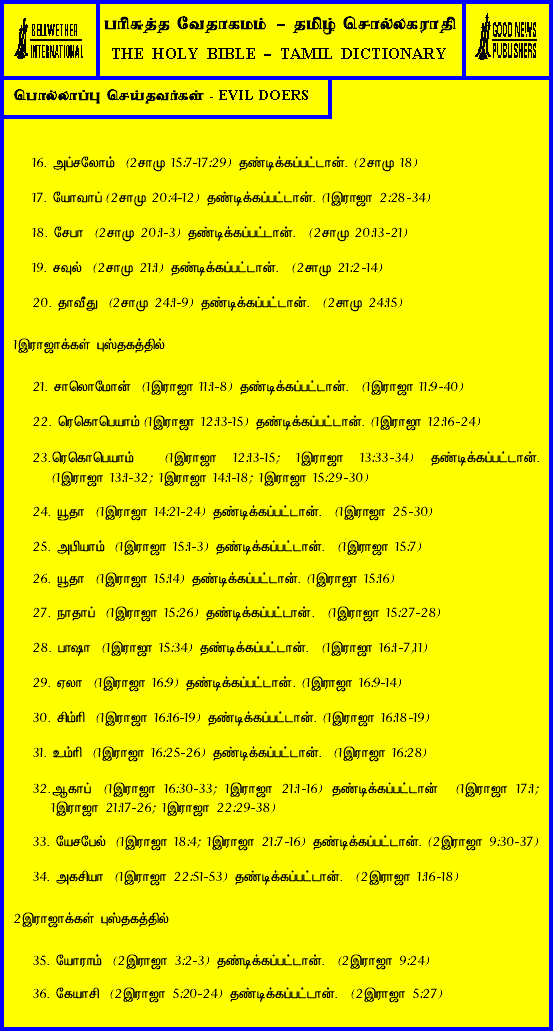 BELLWETHER
INTERNATIONAL
பரிசுத்த வேதாகமம் – தமிழ் சொல்லகராதி
THE HOLY BIBLE – TAMIL DICTIONARY
GOOD NEWS
PUBLISHERS
பொல்லாப்பு செய்தவர்கள் - EVIL DOERS
16. அப்சலோம் (2சாமு 15:7-17:29) தண்டிக்கப்பட்டான். (2சாமு 18)
17. யோவாப் (2சாமு 20:4-12) தண்டிக்கப்பட்டான். (1இராஜா 2:28-34)
18. சேபா (2சாமு 20:1-3) தண்டிக்கப்பட்டான். (2சாமு 20:13-21)
19. சவுல் (2சாமு 21:1) தண்டிக்கப்பட்டான். (2சாமு 21:2-14)
20. தாவீது (2சாமு 24:1-9) தண்டிக்கப்பட்டான். (2சாமு 24:15)
1இராஜாக்கள் புஸ்தகத்தில்
21. சாலொமோன் (1இராஜா 11:1-8) தண்டிக்கப்பட்டான். (1இராஜா 11:9-40)
22. ரெகொபெயாம் (1இராஜா 12:13-15) தண்டிக்கப்பட்டான். (1இராஜா 12:16-24)
23.ரெகொபெயாம் (1இராஜா 12:13-15; 1இராஜா 13:33-34) தண்டிக்கப்பட்டான்.
(1இராஜா 13:1-32; 1இராஜா 14:1-18; 1இராஜா 15:29-30)
24. யூதா (1இராஜா 14:21-24) தண்டிக்கப்பட்டான். (1இராஜா 25-30)
25. அபியாம் (1இராஜா 15:1-3) தண்டிக்கப்பட்டான். (1இராஜா 15:7)
26. யூதா (1இராஜா 15:14) தண்டிக்கப்பட்டான். (1இராஜா 15:16)
27. நாதாப் (1இராஜா 15:26) தண்டிக்கப்பட்டான். (1இராஜா 15:27-28)
28. பாஷா (1இராஜா 15:34) தண்டிக்கப்பட்டான். (1இராஜா 16:1-7,11)
29. ஏலா (1இராஜா 16:9) தண்டிக்கப்பட்டான். (1இராஜா 16:9-14)
30. சிம்ரி (1இராஜா 16:16-19) தண்டிக்கப்பட்டான். (1இராஜா 16:18-19)
31. உம்ரி (1இராஜா 16:25-26) தண்டிக்கப்பட்டான். (1இராஜா 16:28)
32.ஆகாப் (1இராஜா 16:30-33; 1இராஜா 21:1-16) தண்டிக்கப்பட்டான் (1இராஜா 17:1;
1இராஜா 21:17-26; 1இராஜா 22:29-38)
33. யேசபேல் (1இராஜா 18:4; 1இராஜா 21:7-16) தண்டிக்கப்பட்டான். (2இராஜா 9:30-37)
34. அகசியா (1இராஜா 22:51-53) தண்டிக்கப்பட்டான். (2இராஜா 1:16-18)
2இராஜாக்கள் புஸ்தகத்தில்
35. யோராம் (2இராஜா 3:2-3) தண்டிக்கப்பட்டான். (2இராஜா 9:24)
36. கேயாசி (2இராஜா 5:20-24) தண்டிக்கப்பட்டான். (2இராஜா 5:27)